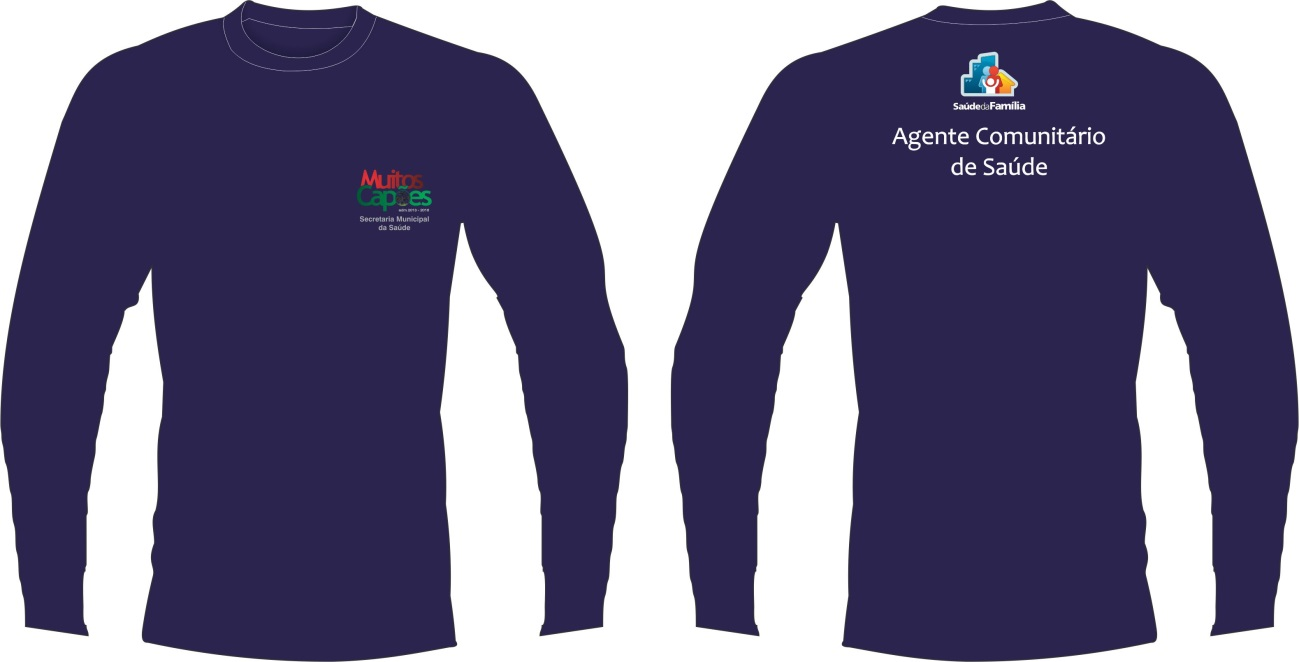 Muitos
Capões
Secretaria Municipal
da Saúde
SaúdedaFamília
Agente Comunitário
de Saúde